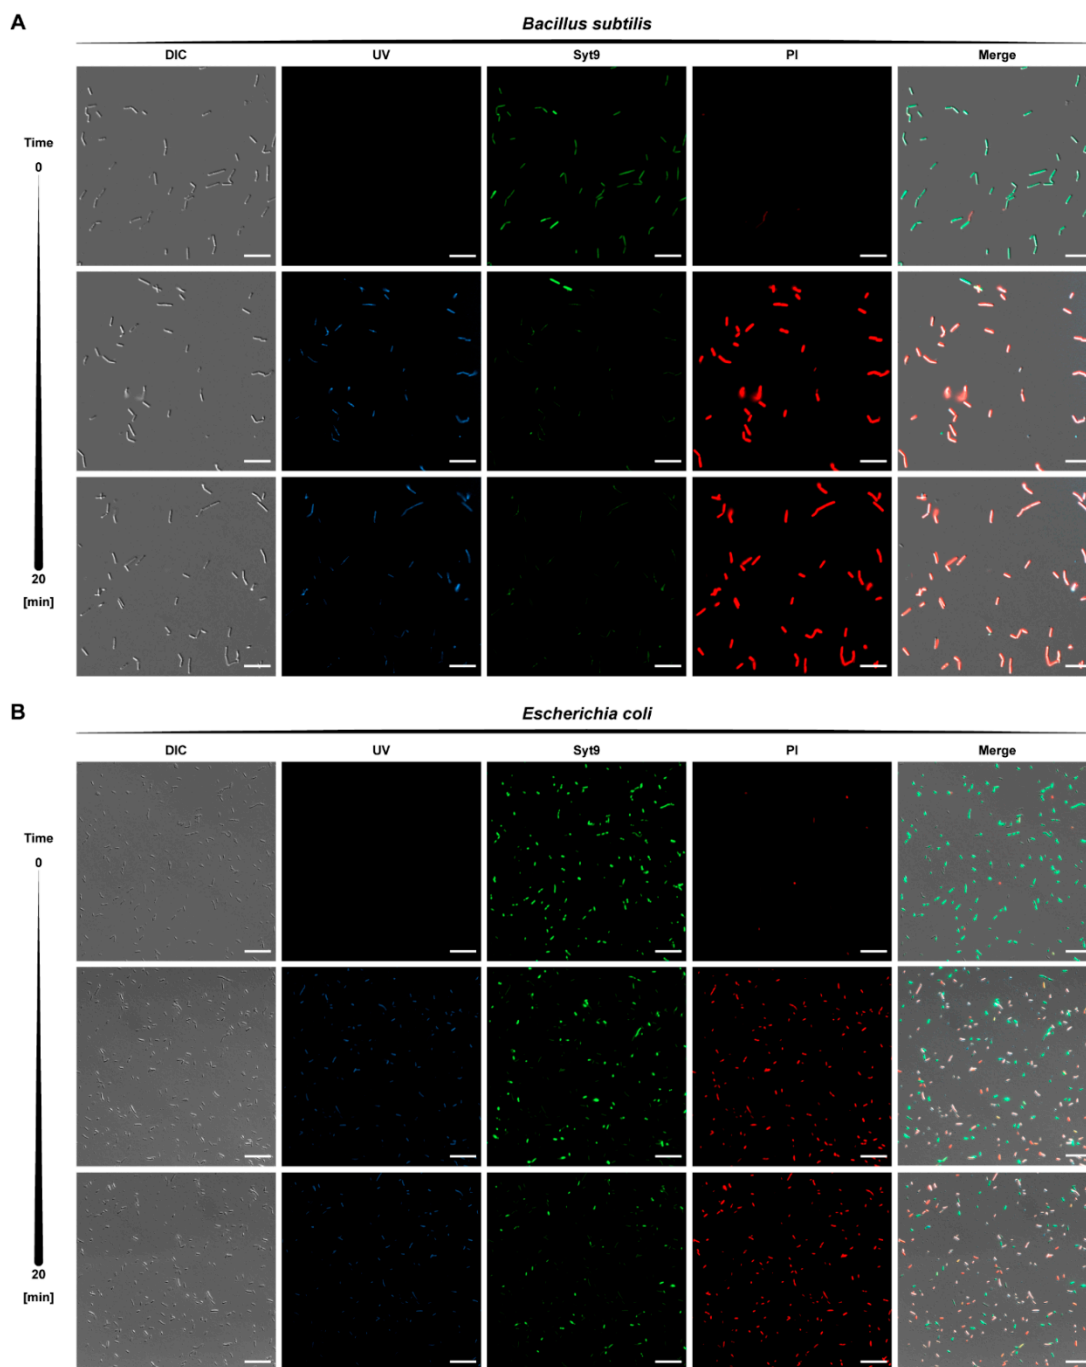 A
Bacillus subtilis
DIC UV Syt9 PI Merge
Time
0
20
[min]
B
Escherichia coli
DIC UV Syt9 PI Merge
Time
0
20
[min]